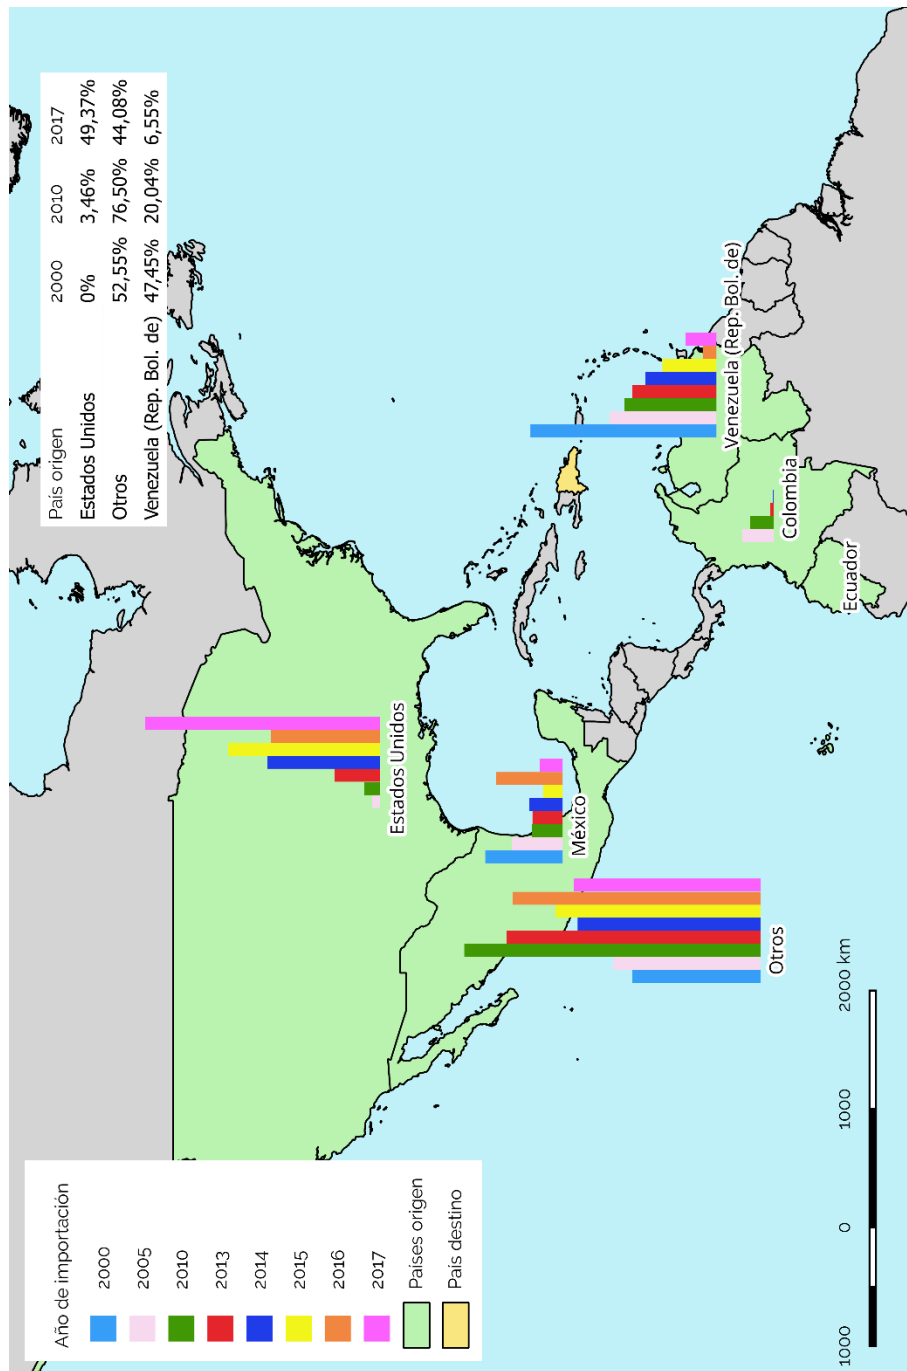 País origen 2000 2010 2017
Estados Unidos 0% 3,46% 49,37%
Otros 52,55% 76,50% 44,08%
Venezuela (Rep. Bol. de) 47,45% 20,04% 6,55%
Año de importación
2000
2005
2010
2013
2014
2015
2016
2017
Países origen
País destino
Estados Unidos
México
Otros
Venezuela (Rep. Bol. de)
Colombia
Ecuador
1000 0 1000 2000 km